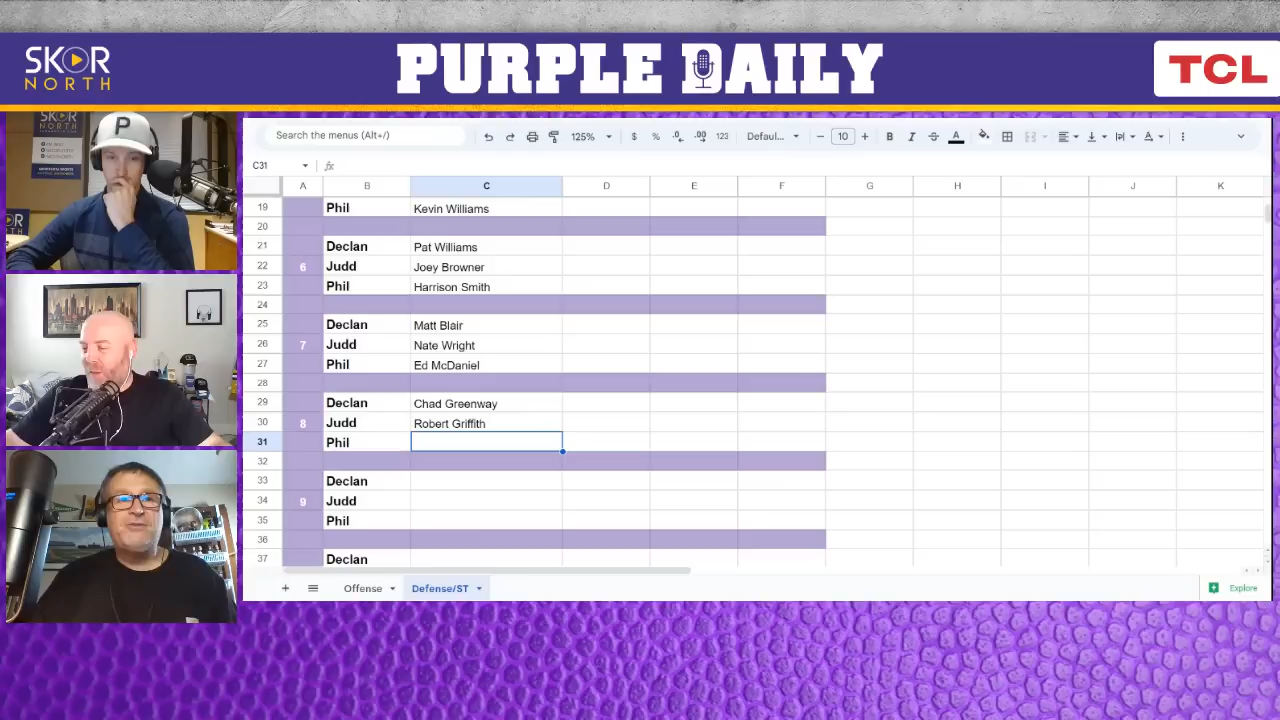 SKOR
NORTH
PURPLE DAILY
TCL
SKOR
NORTH
P
Search the menus (Alt+/)
125%
$
%
.0
.00
123
Defaul...
10
B
I
A
C31
fx
A B C D E F G H I J K
19 Phil Kevin Williams
20
21 Declan Pat Williams
22 6 Judd Joey Browner
23 Phil Harrison Smith
24
25 Declan Matt Blair
26 7 Judd Nate Wright
27 Phil Ed McDaniel
28
29 Declan Chad Greenway
30 8 Judd Robert Griffith
31 Phil
32
33 Declan
34 9 Judd
35 Phil
36
37 Declan
Offense
Defense/ST
Explore